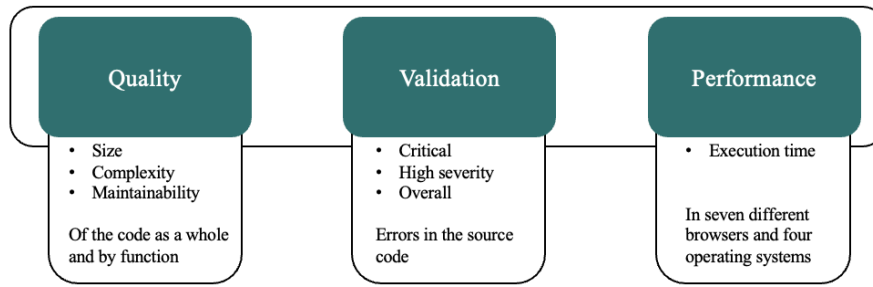 Quality
• Size
• Complexity
• Maintainability
Of the code as a whole
and by function
Validation
• Critical
• High severity
• Overall
Errors in the source
code
Performance
• Execution time
In seven different
browsers and four
operating systems